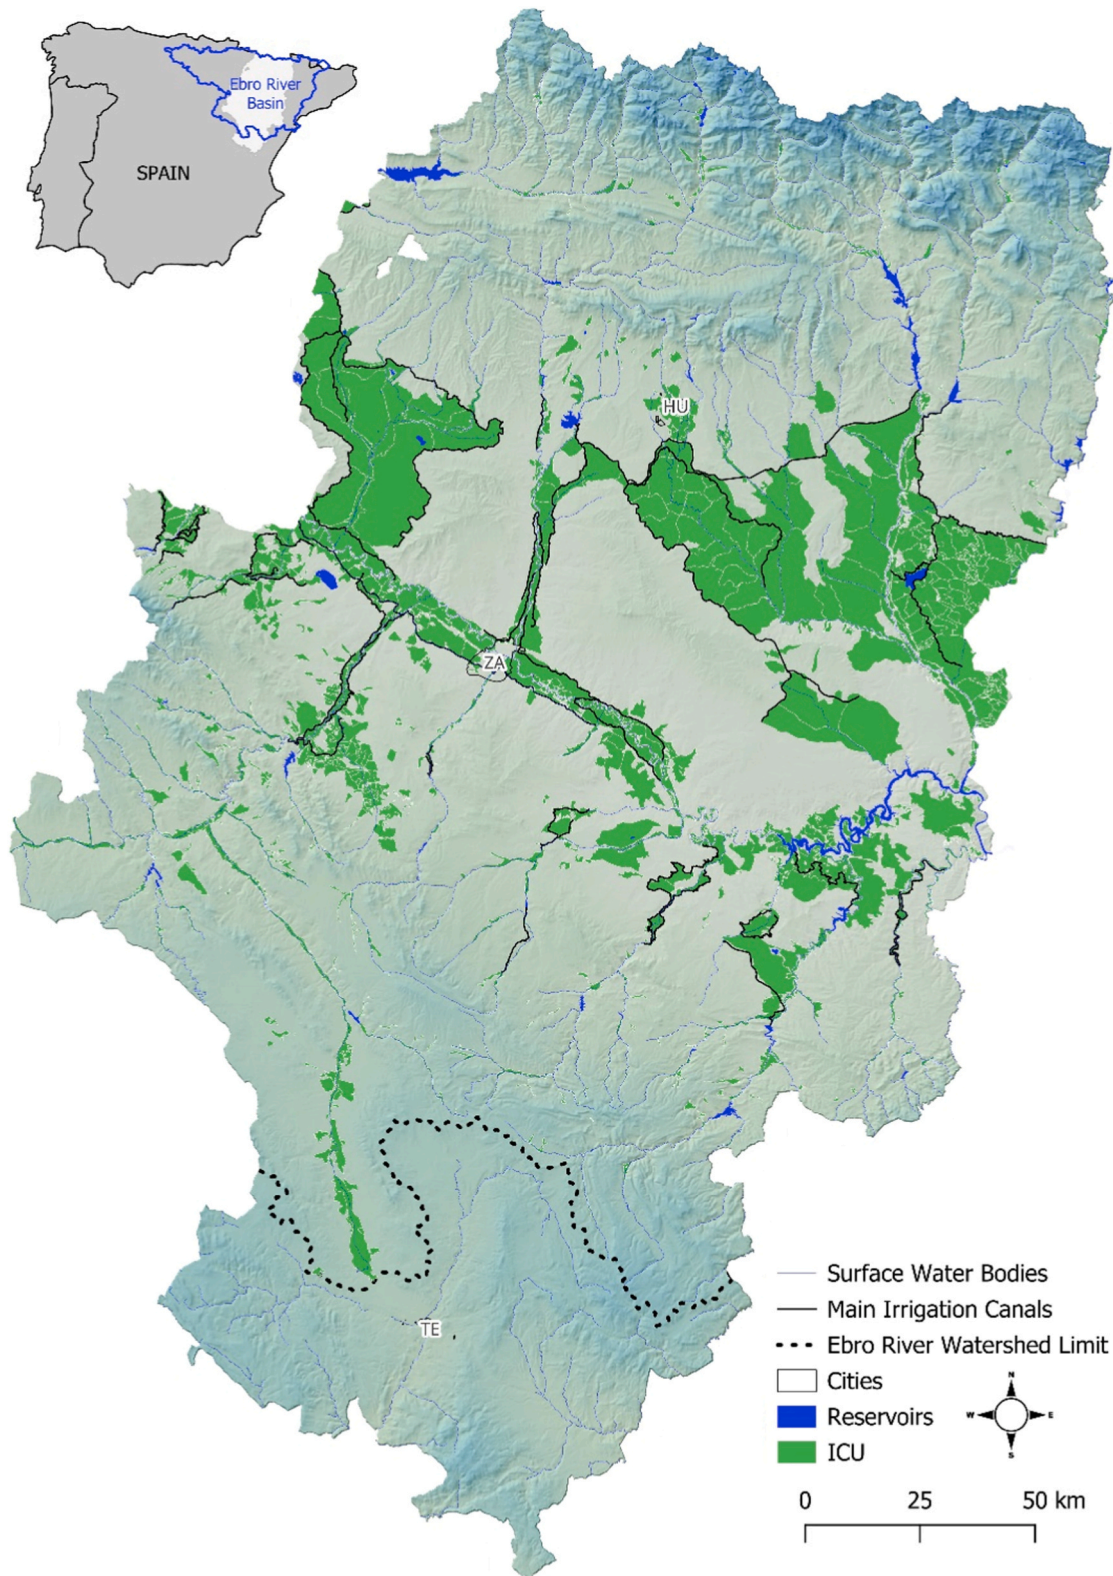 Ebro River
Basin
SPAIN
HU
ZA
TE
Surface Water Bodies
Main Irrigation Canals
Ebro River Watershed Limit
Cities
Reservoirs
ICU
N
W
E
S
0 25 50 km